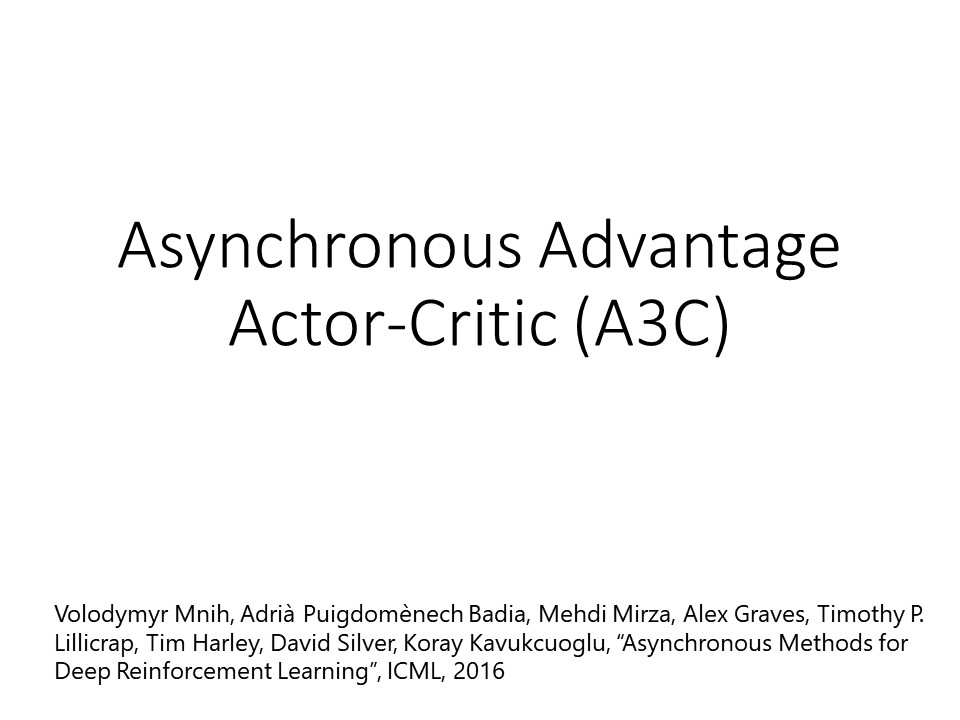 Asynchronous Advantage
Actor-Critic (A3C)
Volodymyr Mnih, Adrià Puigdomènech Badia, Mehdi Mirza, Alex Graves, Timothy P.
Lillicrap, Tim Harley, David Silver, Koray Kavukcuoglu, “Asynchronous Methods for
Deep Reinforcement Learning”, ICML, 2016